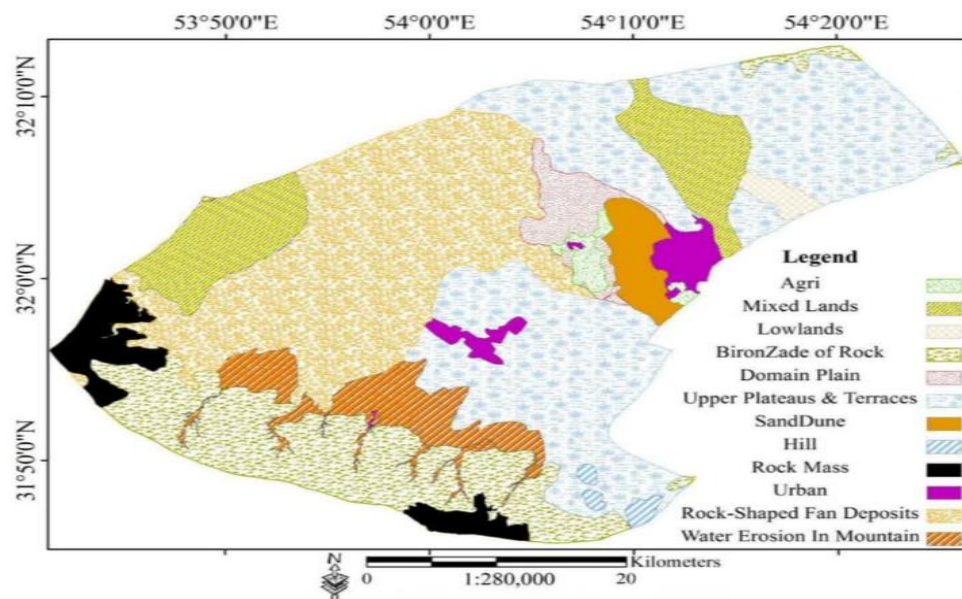 53°50'0"E 54°0'0"E 54°10'0"E 54°20'0"E
32°10'0"N
32°0'0"N
31°50'0"N
Legend
Agri
Mixed Lands
Lowlands
BironZade of Rock
Domain Plain
Upper Plateaus & Terraces
SandDune
Hill
Rock Mass
Urban
Rock-Shaped Fan Deposits
Water Erosion In Mountain
N
Kilometers
0 1:280,000 20